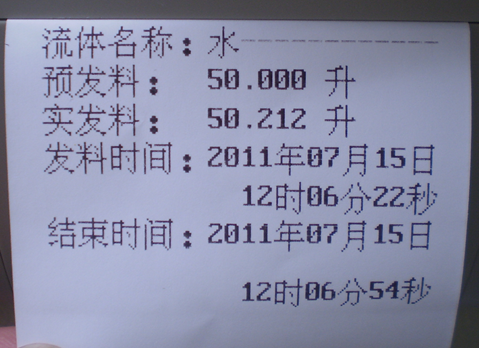 流体名称：水------------
预发料： 50.000 升
实发料： 50.212 升
发料时间：2011年07月15日
12时06分22秒
结束时间：2011年07月15日
12时06分54秒